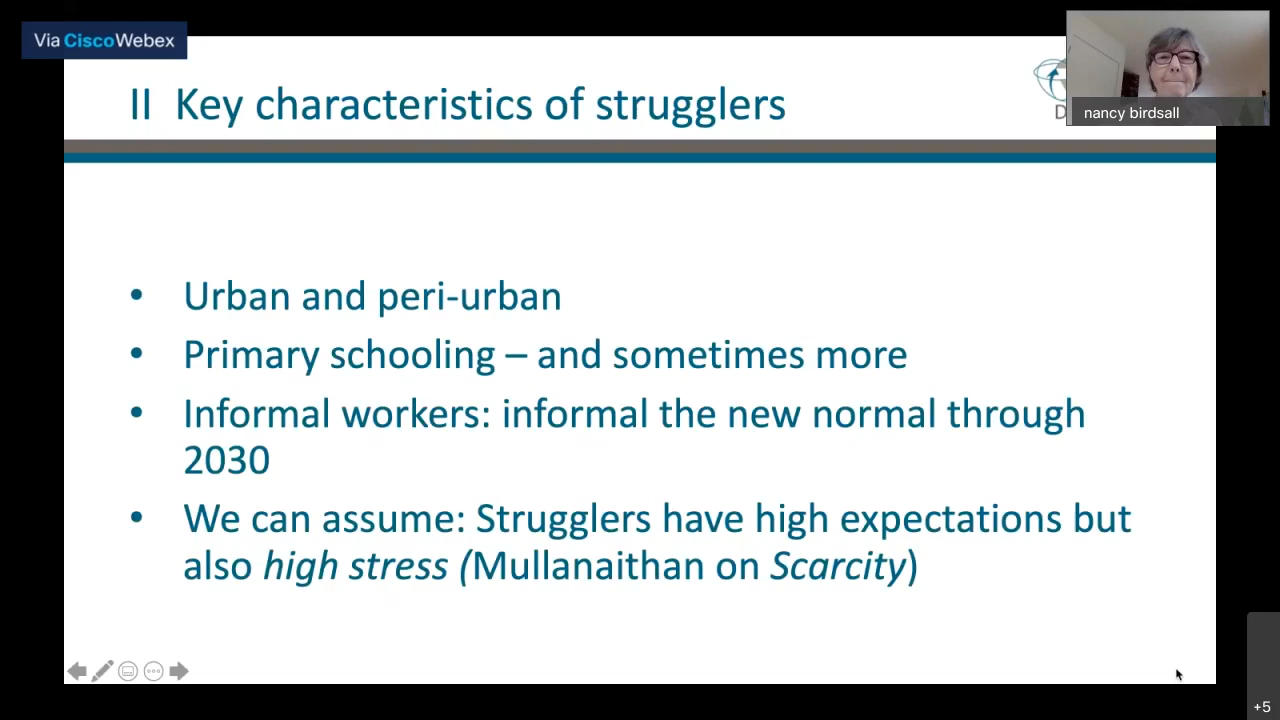 Via CiscoWebex
II Key characteristics of strugglers
D
nancy birdsall
• Urban and peri-urban
• Primary schooling – and sometimes more
• Informal workers: informal the new normal through
2030
• We can assume: Strugglers have high expectations but
also high stress (Mullanaithan on Scarcity)
+5